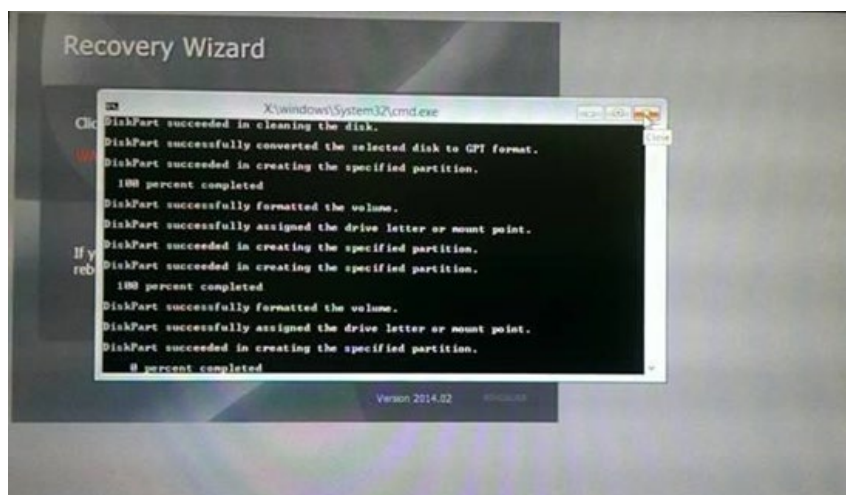 Recovery Wizard
X:\windows\System32\cmd.exe
Clic
DiskPart succeeded in cleaning the disk.
Close
DiskPart successfully converted the selected disk to GPT format.
WA
DiskPart succeeded in creating the specified partition.
100 percent completed
DiskPart successfully formatted the volume.
DiskPart successfully assigned the drive letter or mount point.
If y
DiskPart succeeded in creating the specified partition.
reb
DiskPart succeeded in creating the specified partition.
100 percent completed
DiskPart successfully formatted the volume.
DiskPart successfully assigned the drive letter or mount point.
DiskPart succeeded in creating the specified partition.
0 percent completed
Version 2014.02